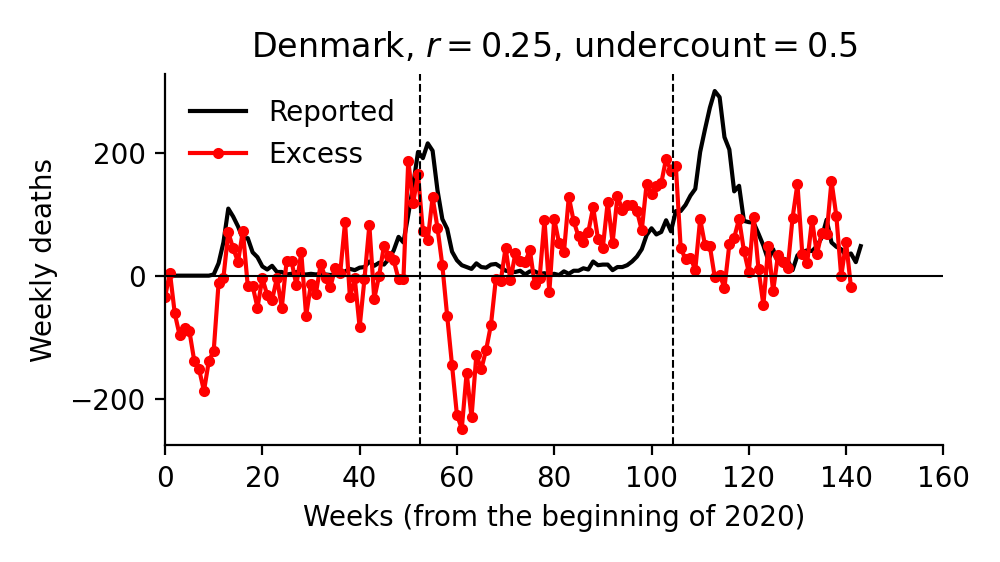 Denmark, r = 0.25, undercount = 0.5
Reported
Excess
Weekly deaths
200
0
−200
0 20 40 60 80 100 120 140 160
Weeks (from the beginning of 2020)